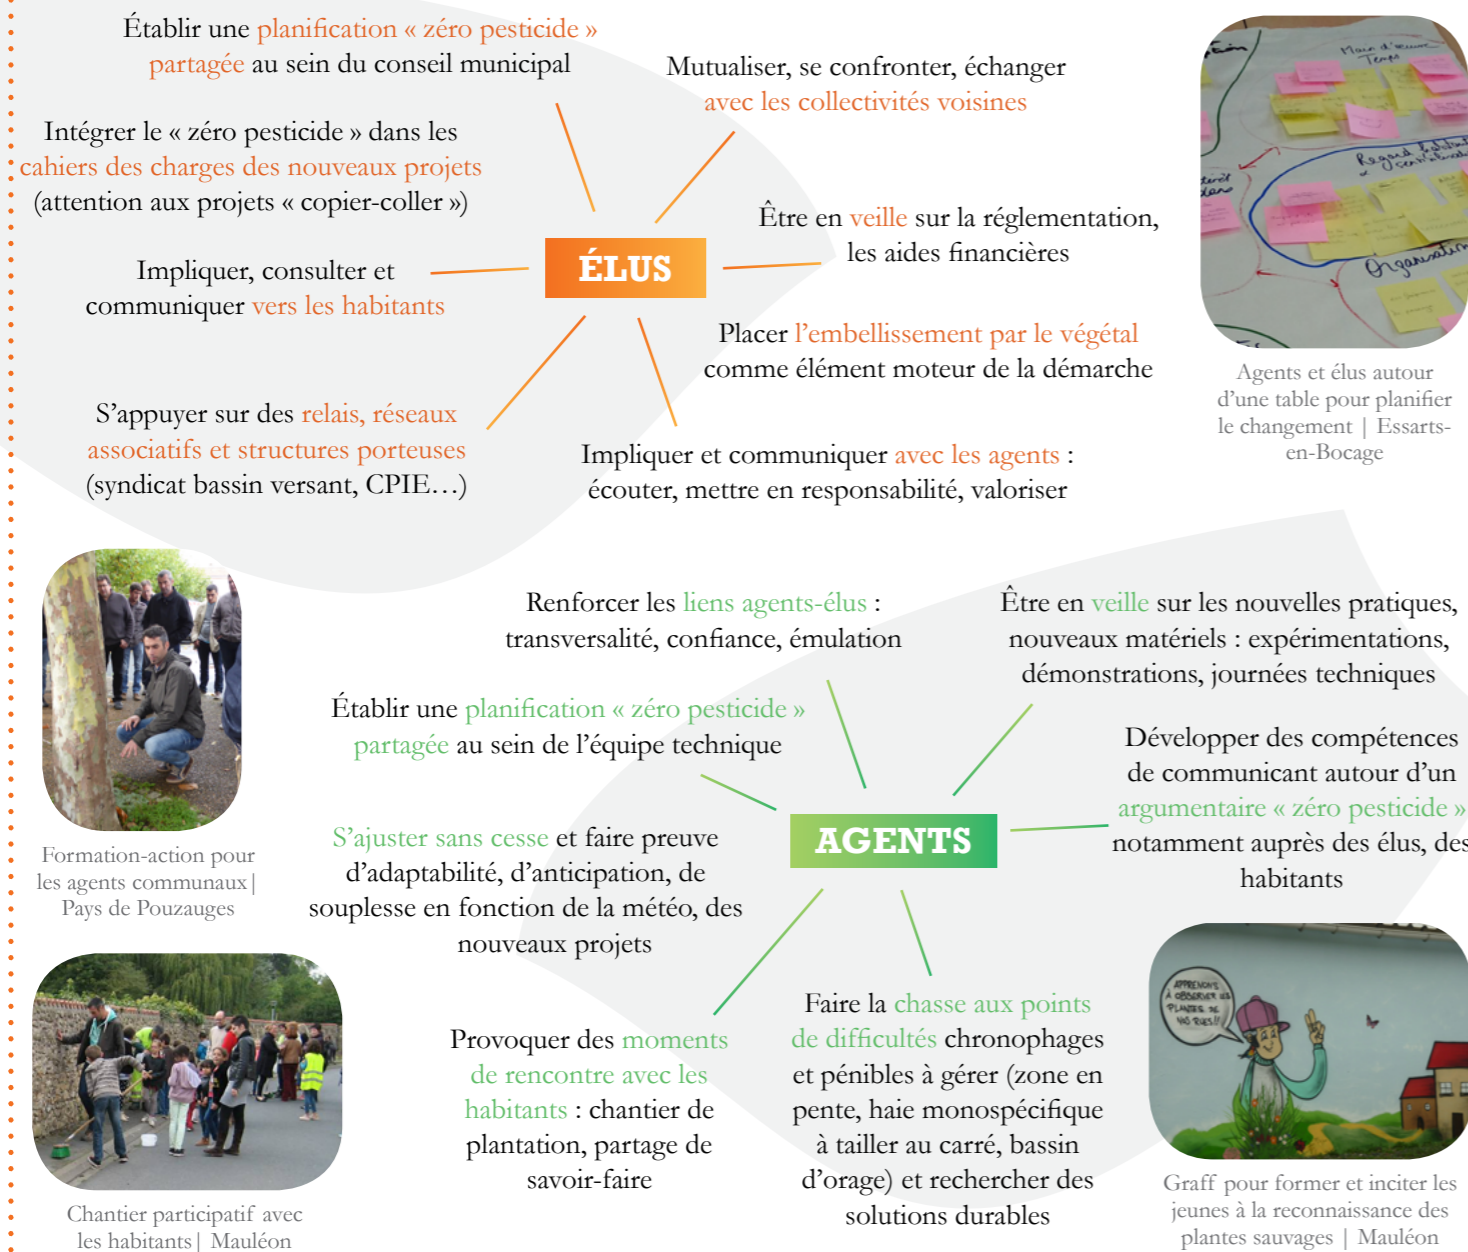 Établir une planification « zéro pesticide »
partagée au sein du conseil municipal
Mutualiser, se confronter, échanger
avec les collectivités voisines
Intégrer le « zéro pesticide » dans les
cahiers des charges des nouveaux projets
(attention aux projets « copier-coller »)
Être en veille sur la réglementation,
les aides financières
ÉLUS
Impliquer, consulter et
communiquer vers les habitants
Placer l’embellissement par le végétal
comme élément moteur de la démarche
S’appuyer sur des relais, réseaux
associatifs et structures porteuses
(syndicat bassin versant, CPIE…)
Impliquer et communiquer avec les agents :
écouter, mettre en responsabilité, valoriser
Main d'œuvre
Temps
Regard habitants
Organisation
Agents et élus autour
d’une table pour planifier
le changement | Essarts-
en-Bocage
Renforcer les liens agents-élus :
transversalité, confiance, émulation
Être en veille sur les nouvelles pratiques,
nouveaux matériels : expérimentations,
démonstrations, journées techniques
Établir une planification « zéro pesticide »
partagée au sein de l’équipe technique
Développer des compétences
de communicant autour d’un
argumentaire « zéro pesticide »
notamment auprès des élus, des
habitants
AGENTS
S’ajuster sans cesse et faire preuve
d’adaptabilité, d’anticipation, de
souplesse en fonction de la météo, des
nouveaux projets
Formation-action pour
les agents communaux|
Pays de Pouzauges
Provoquer des moments
de rencontre avec les
habitants : chantier de
plantation, partage de
savoir-faire
Faire la chasse aux points
de difficultés chronophages
et pénibles à gérer (zone en
pente, haie monospécifique
à tailler au carré, bassin
d’orage) et rechercher des
solutions durables
Chantier participatif avec
les habitants| Mauléon
APPRENONS
À OBSERVER LES
PLANTES DE
NOS RUES!!
Graff pour former et inciter les
jeunes à la reconnaissance des
plantes sauvages | Mauléon